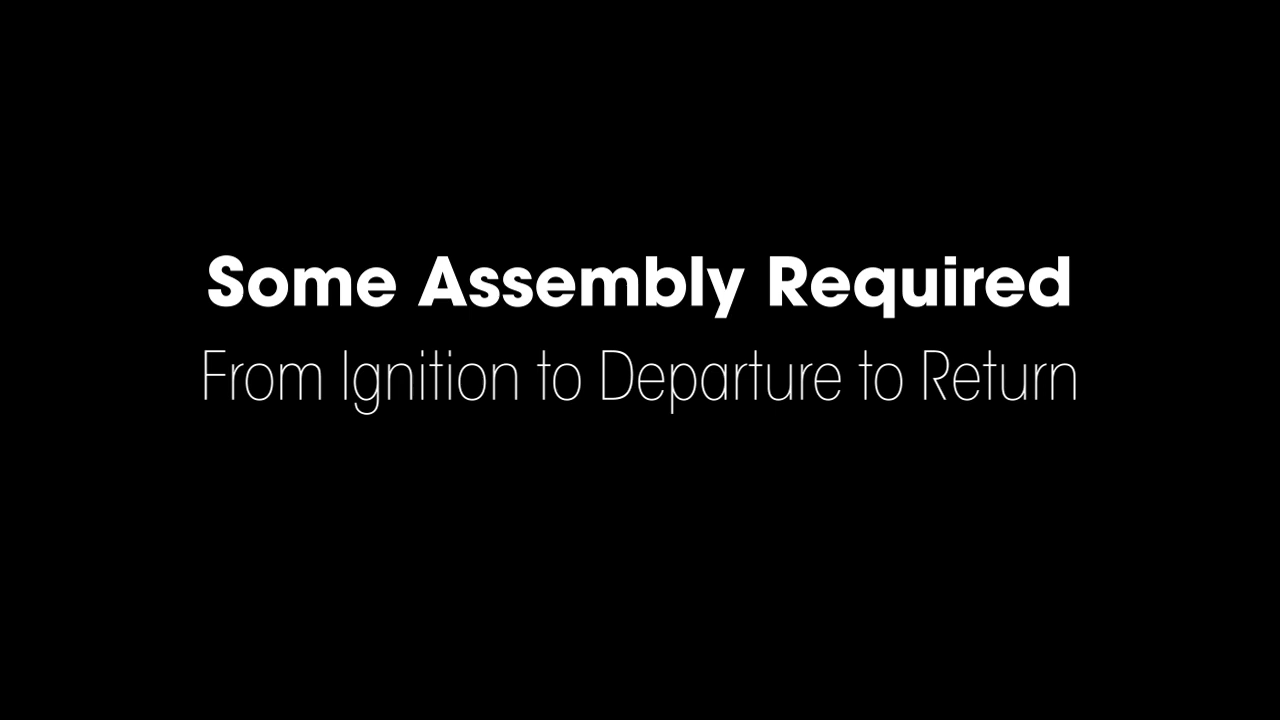 Some Assembly Required
From Ignition to Departure to Return